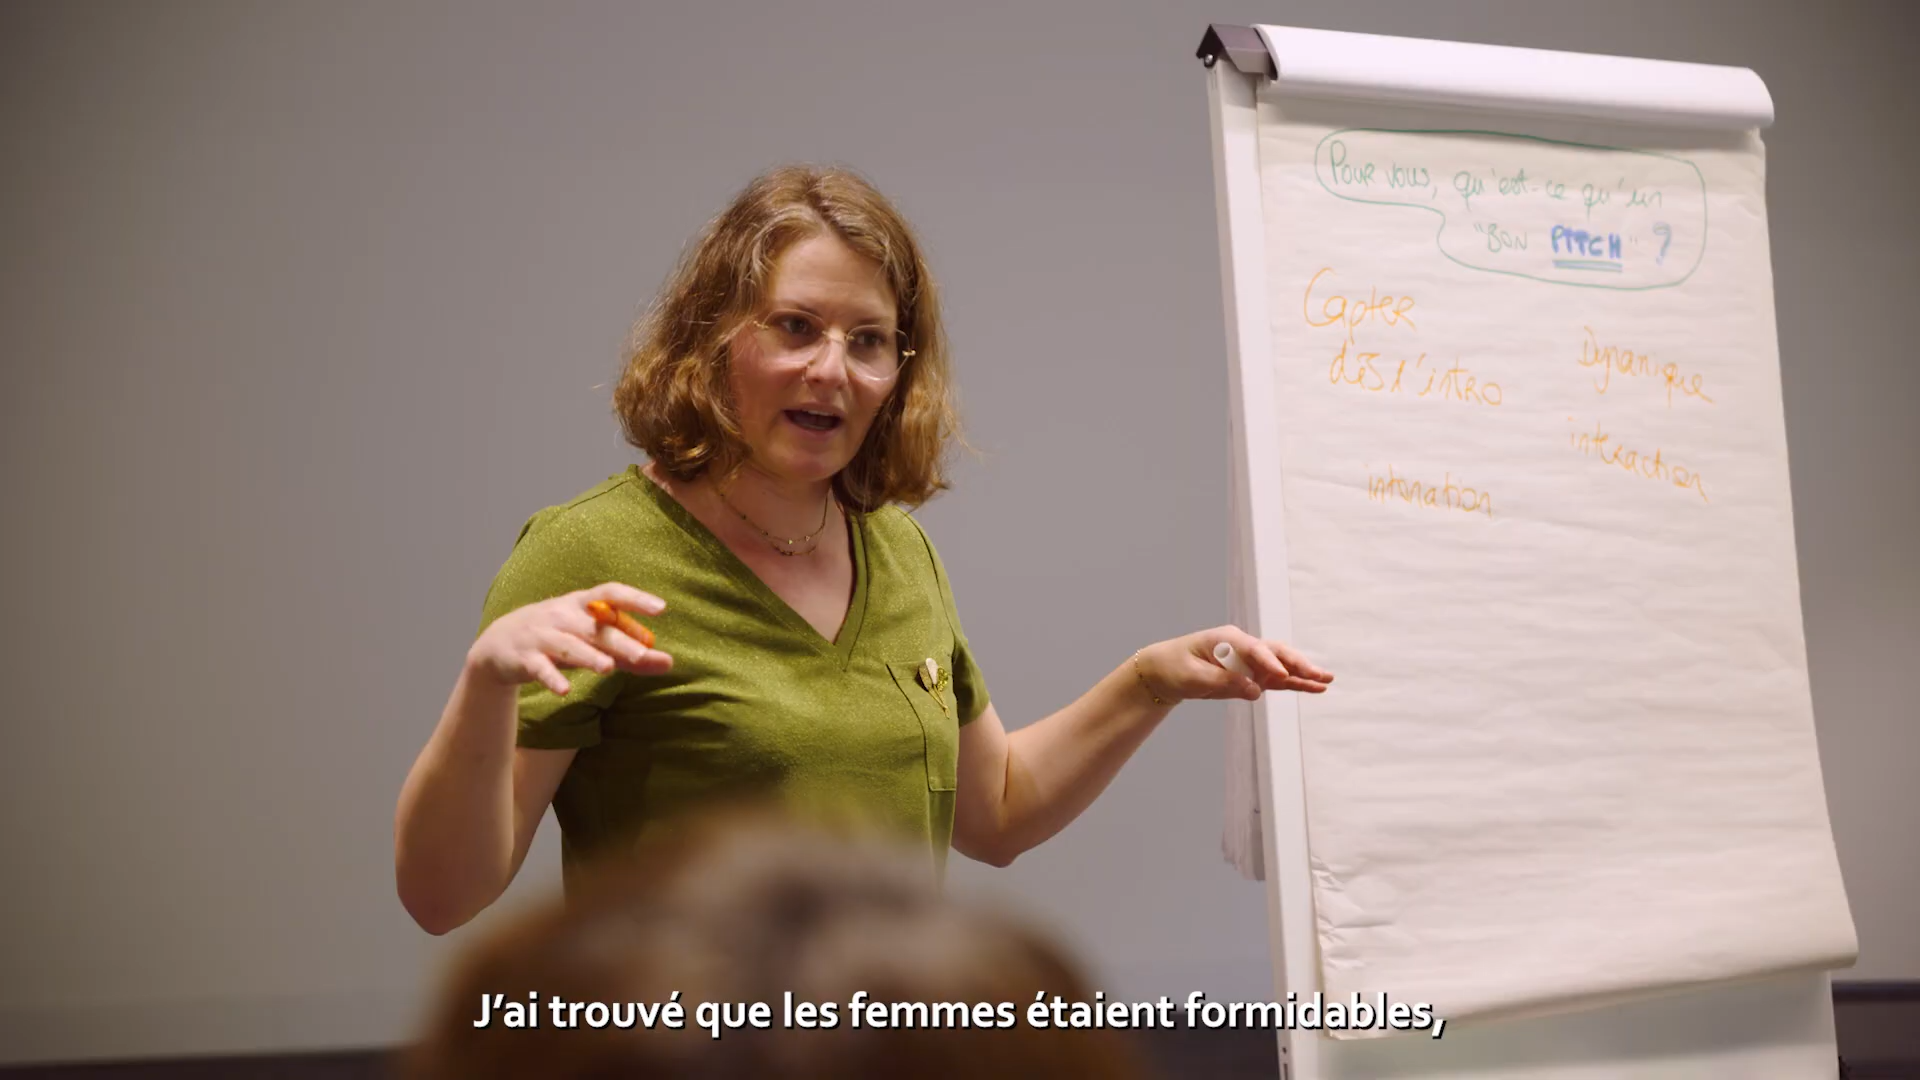 Pour vous, qu'est-ce qu'un
"Bon PITCH" ?
Capter
dès l'intro
Dynamique
interaction
intonation
J'ai trouvé que les femmes étaient formidables,